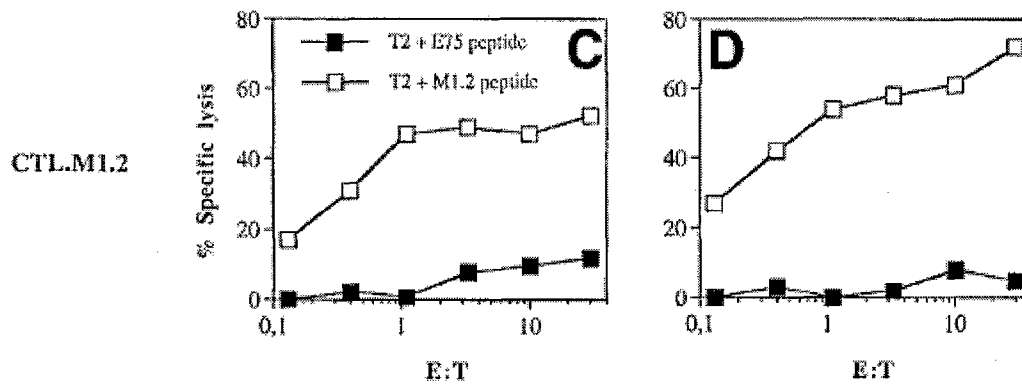 80
T2 + E75 peptide
C
T2 + M1.2 peptide
60
40
20
0
0,1
1
10
E:T
% Specific lysis
CTL.M1.2
80
D
60
40
20
0
0,1
1
10
E:T